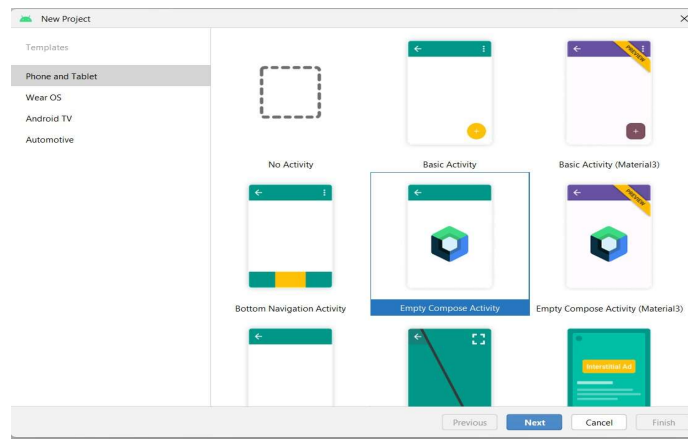 New Project
Templates
Phone and Tablet
Wear OS
Android TV
Automotive
No Activity
Basic Activity
PREVIEW
Basic Activity (Material3)
Bottom Navigation Activity
Empty Compose Activity
PREVIEW
Empty Compose Activity (Material3)
Interstitial Ad
Previous
Next
Cancel
Finish